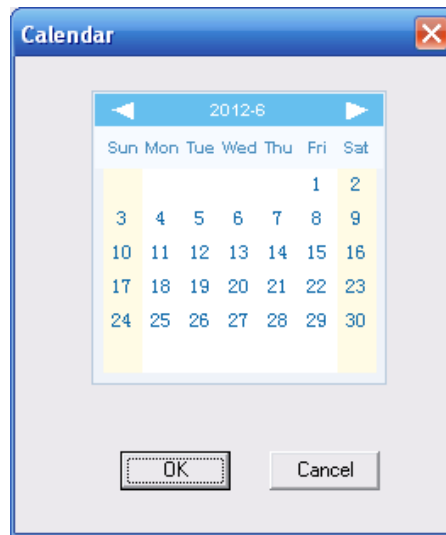 Calendar
2012-6
Sun Mon Tue Wed Thu Fri Sat
1 2
3 4 5 6 7 8 9
10 11 12 13 14 15 16
17 18 19 20 21 22 23
24 25 26 27 28 29 30
OK Cancel